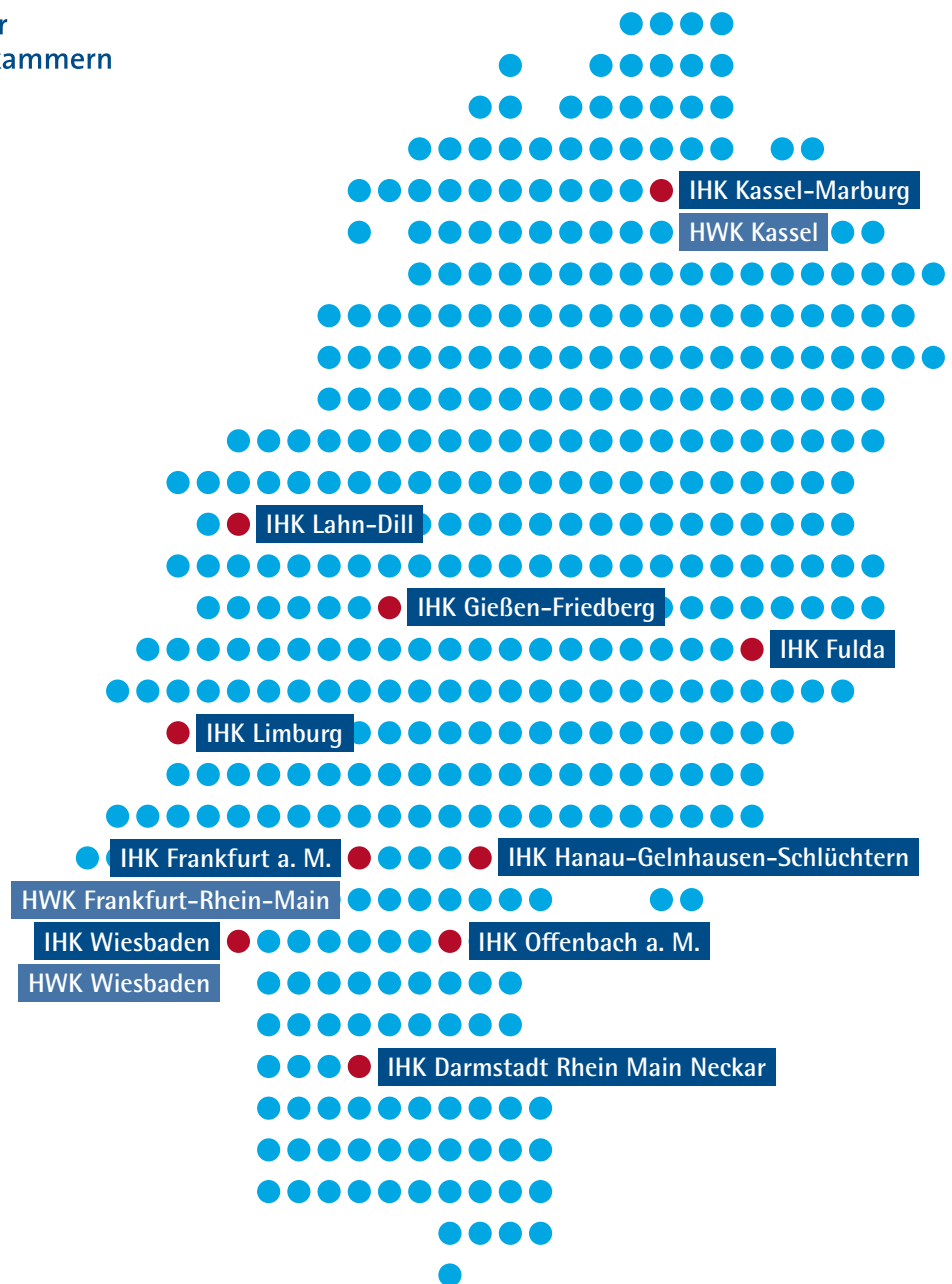 r
kammern
IHK Kassel-Marburg
HWK Kassel
IHK Lahn-Dill
IHK Gießen-Friedberg
IHK Fulda
IHK Limburg
IHK Frankfurt a. M.
IHK Hanau-Gelnhausen-Schlüchtern
HWK Frankfurt-Rhein-Main
IHK Wiesbaden
IHK Offenbach a. M.
HWK Wiesbaden
IHK Darmstadt Rhein Main Neckar